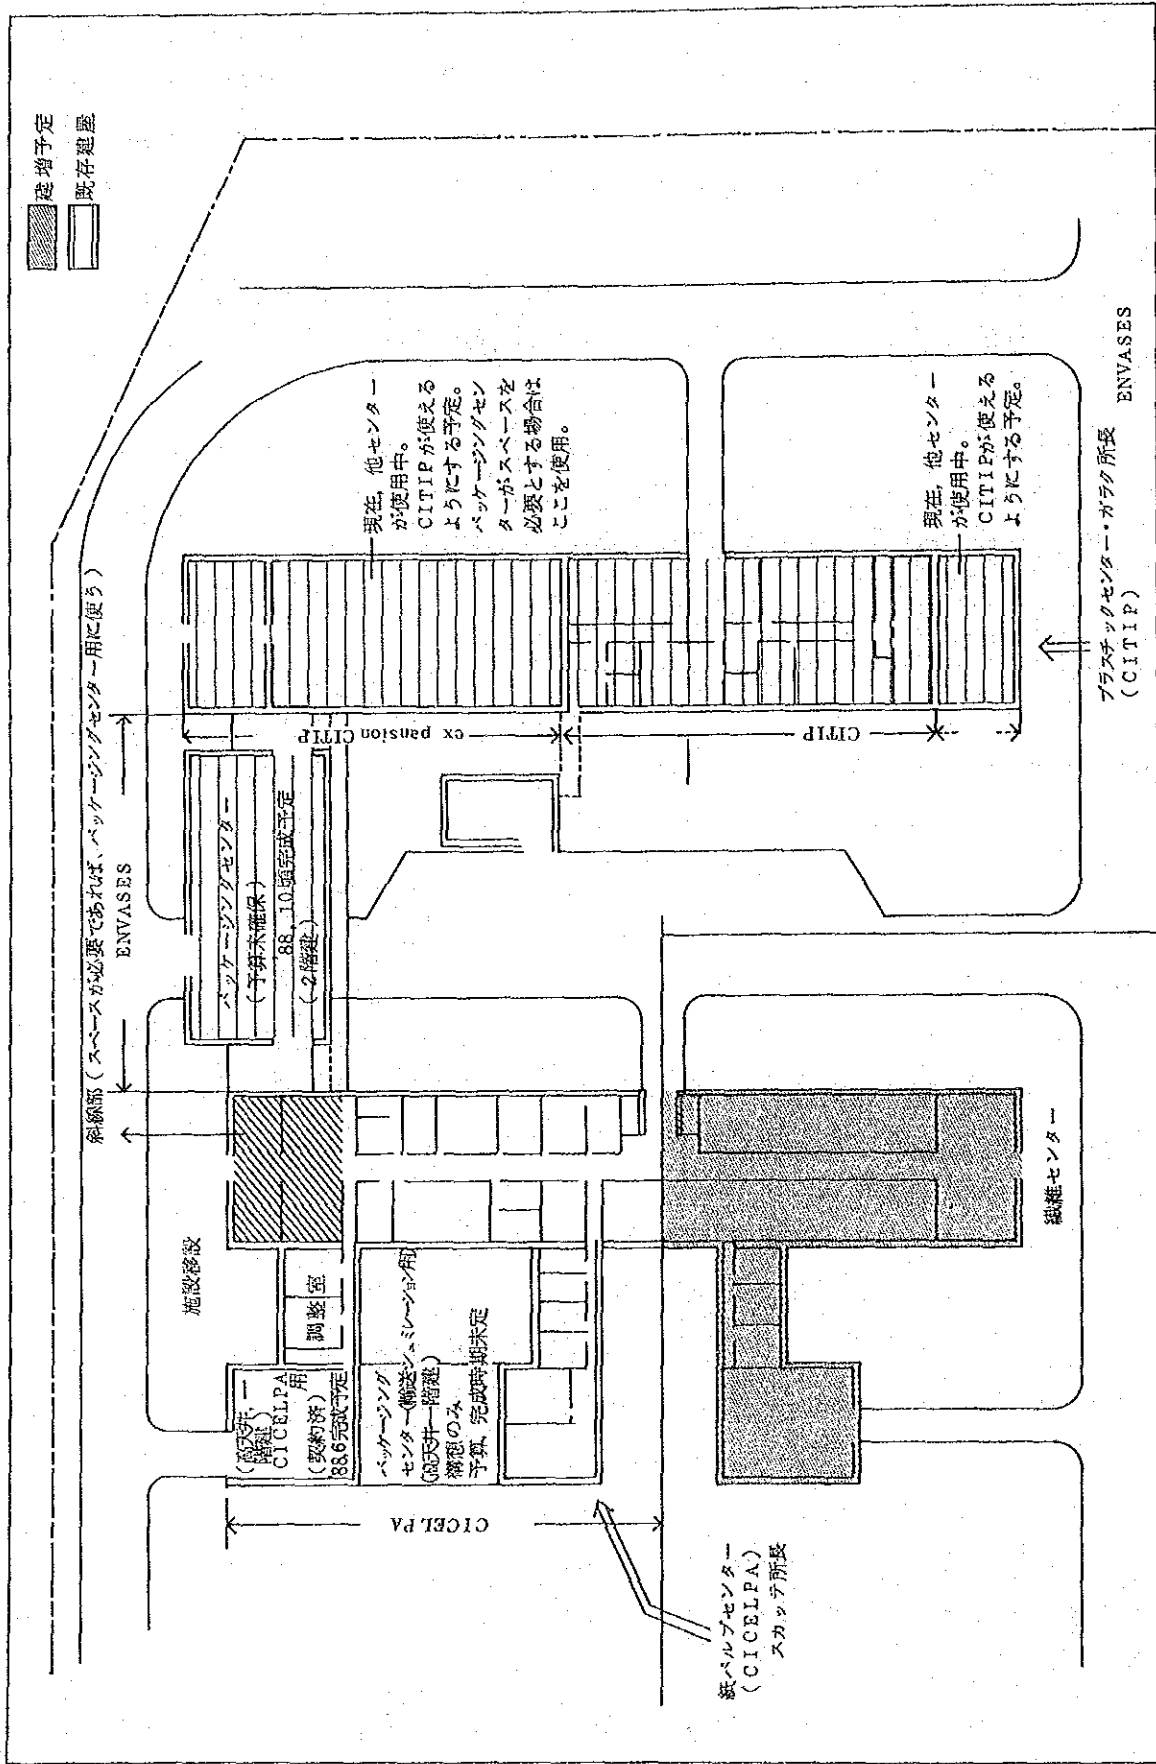 建増予定
既存建屋
斜線部（スペースが必要であれば、パッケージングセンター用に使う）
ENVASES
施設移設
パッケージングセンター
（予算未確保）
'88，10頃完成予定
（2階建）
現在，他センター
が使用中。
CITIPが使える
ようにする予定。
パッケージングセン
ターがスペースを
必要とする場合は
ここを使用。
現在，他センター
が使用中。
CITIPが使える
ようにする予定。
ex pansion CITIP
CITIP
調整室
（高天井，一
階建）
CICELPA
用
（契約済）
'88.6完成予定
パッケージング
センター（輸送シュミレーション用）
（高天井一階建）
構想のみ
予算，完成時期未定
CICELPA
紙パルプセンター
（CICELPA）
スカッテ所長
繊維センター
プラスチックセンター・ガラク所長
（CITIP）
ENVASES